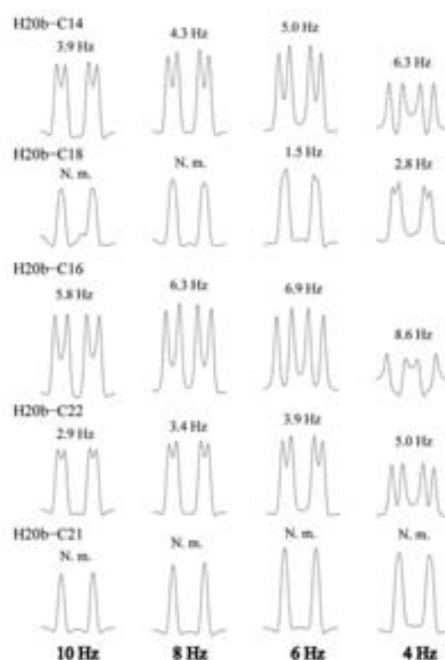 H20b-C14
3.9 Hz 4.3 Hz 5.0 Hz 6.3 Hz
H20b-C18
N. m. N. m. 1.5 Hz 2.8 Hz
H20b-C16
5.8 Hz 6.3 Hz 6.9 Hz 8.6 Hz
H20b-C22
2.9 Hz 3.4 Hz 3.9 Hz 5.0 Hz
H20b-C21
N. m. N. m. N. m. N. m.
10 Hz 8 Hz 6 Hz 4 Hz